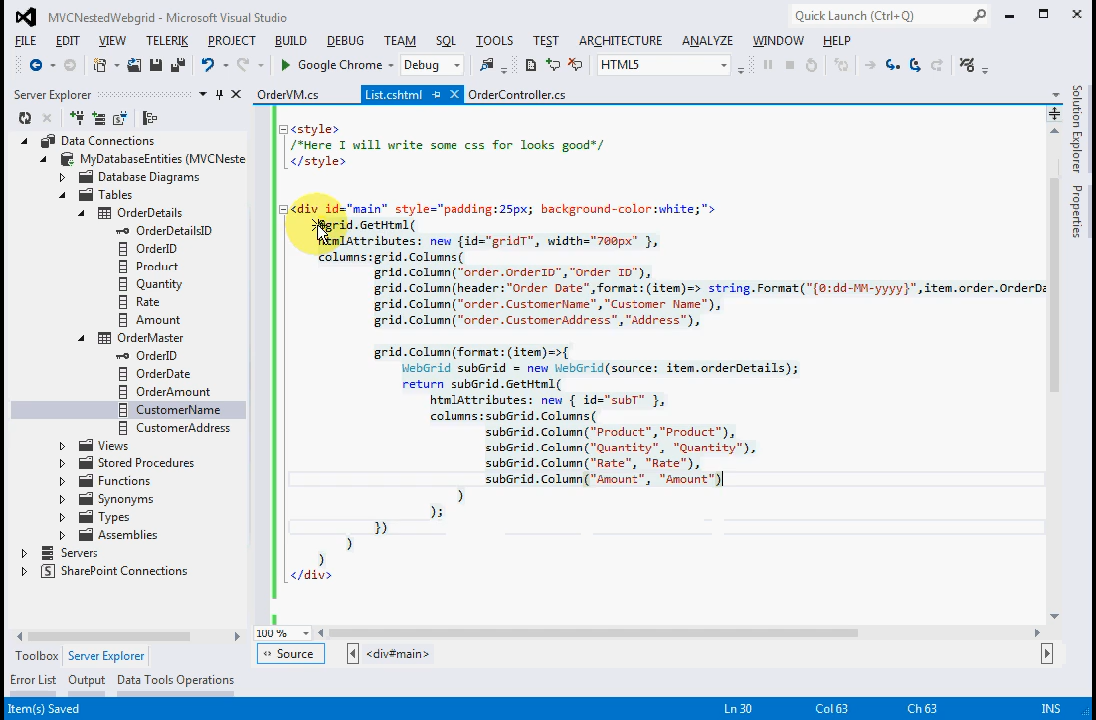 MVCNestedWebgrid - Microsoft Visual Studio
Quick Launch (Ctrl+Q)
FILE EDIT VIEW TELERIK PROJECT BUILD DEBUG TEAM SQL TOOLS TEST ARCHITECTURE ANALYZE WINDOW HELP
Google Chrome Debug HTML5
Server Explorer
OrderVM.cs List.cshtml OrderController.cs
Data Connections
MyDatabaseEntities (MVCNeste
Database Diagrams
Tables
OrderDetails
OrderDetailsID
OrderID
Product
Quantity
Rate
Amount
OrderMaster
OrderID
OrderDate
OrderAmount
CustomerName
CustomerAddress
Views
Stored Procedures
Functions
Synonyms
Types
Assemblies
Servers
SharePoint Connections
Toolbox Server Explorer
<style>
/*Here I will write some css for looks good*/
</style>
<div id="main" style="padding:25px; background-color:white;">
@grid.GetHtml(
htmlAttributes: new {id="gridT", width="700px" },
columns:grid.Columns(
grid.Column("order.OrderID","Order ID"),
grid.Column(header:"Order Date",format:(item)=> string.Format("{0:dd-MM-yyyy}",item.order.OrderDa
grid.Column("order.CustomerName","Customer Name"),
grid.Column("order.CustomerAddress","Address"),
grid.Column(format:(item)=>{
WebGrid subGrid = new WebGrid(source: item.orderDetails);
return subGrid.GetHtml(
htmlAttributes: new { id="subT" },
columns:subGrid.Columns(
subGrid.Column("Product","Product"),
subGrid.Column("Quantity", "Quantity"),
subGrid.Column("Rate", "Rate"),
subGrid.Column("Amount", "Amount")
)
);
})
)
)
</div>
100 %
Source <div#main>
Solution Explorer
Properties
Error List Output Data Tools Operations
Item(s) Saved Ln 30 Col 63 Ch 63 INS